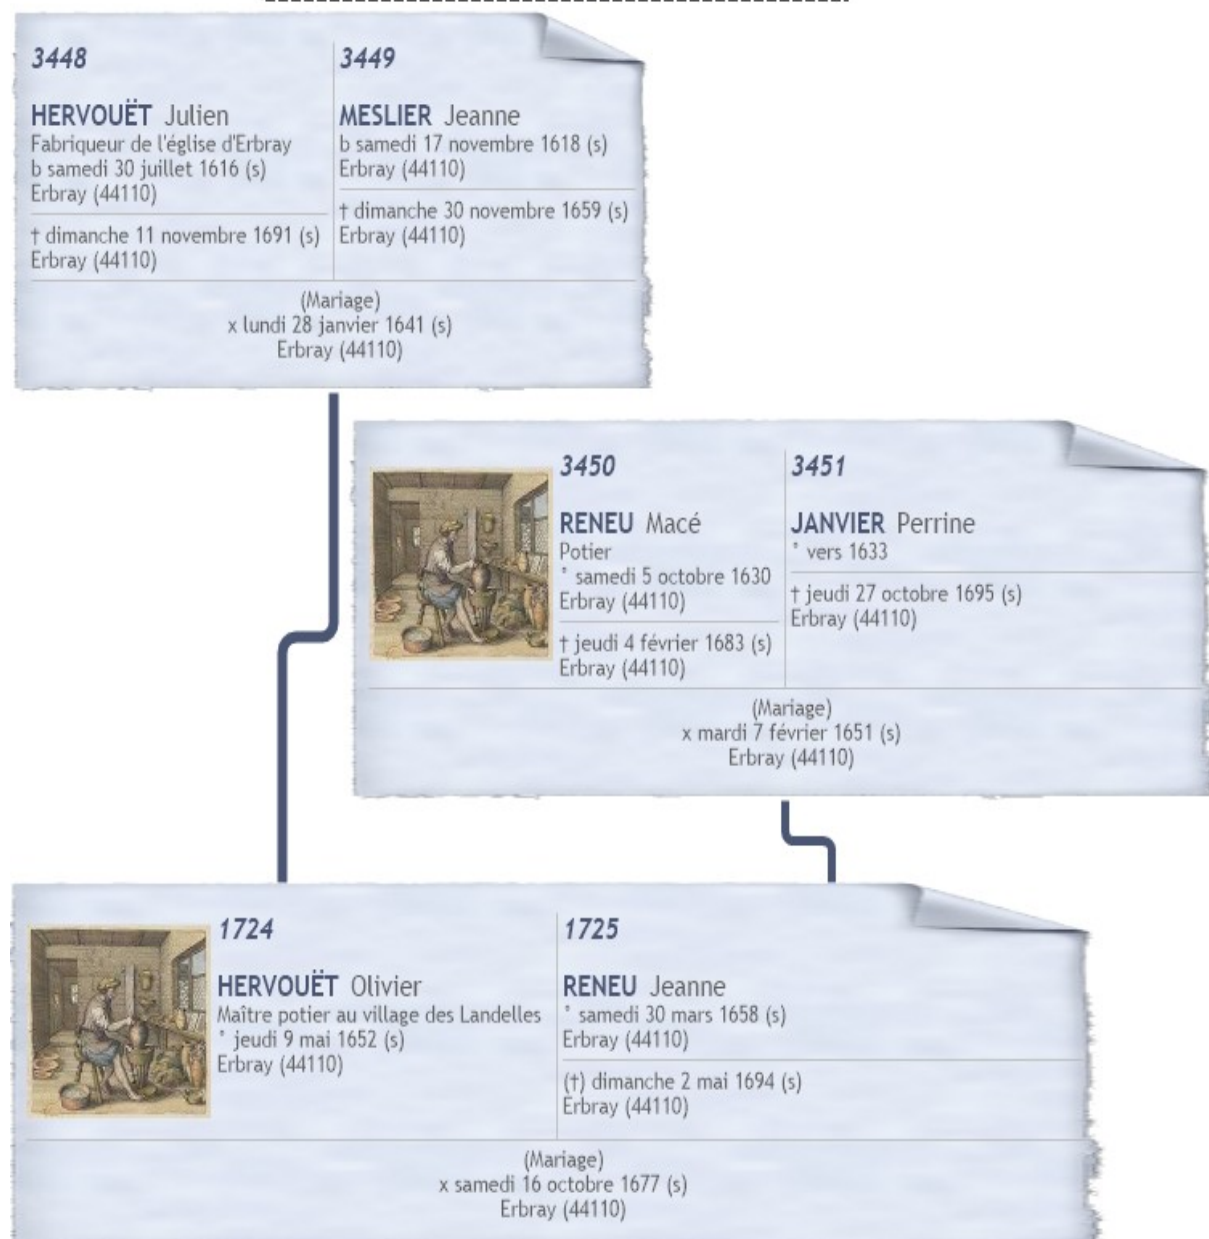 3448
HERVOUËT Julien
Fabriqueur de l'église d'Erbray
b samedi 30 juillet 1616 (s)
Erbray (44110)
† dimanche 11 novembre 1691 (s)
Erbray (44110)
3449
MESLIER Jeanne
b samedi 17 novembre 1618 (s)
Erbray (44110)
† dimanche 30 novembre 1659 (s)
Erbray (44110)
(Mariage)
x lundi 28 janvier 1641 (s)
Erbray (44110)
3450
RENEU Macé
Potier
° samedi 5 octobre 1630
Erbray (44110)
† jeudi 4 février 1683 (s)
Erbray (44110)
3451
JANVIER Perrine
° vers 1633
† jeudi 27 octobre 1695 (s)
Erbray (44110)
(Mariage)
x mardi 7 février 1651 (s)
Erbray (44110)
1724
HERVOUËT Olivier
Maître potier au village des Landelles
° jeudi 9 mai 1652 (s)
Erbray (44110)
1725
RENEU Jeanne
° samedi 30 mars 1658 (s)
Erbray (44110)
(†) dimanche 2 mai 1694 (s)
Erbray (44110)
(Mariage)
x samedi 16 octobre 1677 (s)
Erbray (44110)